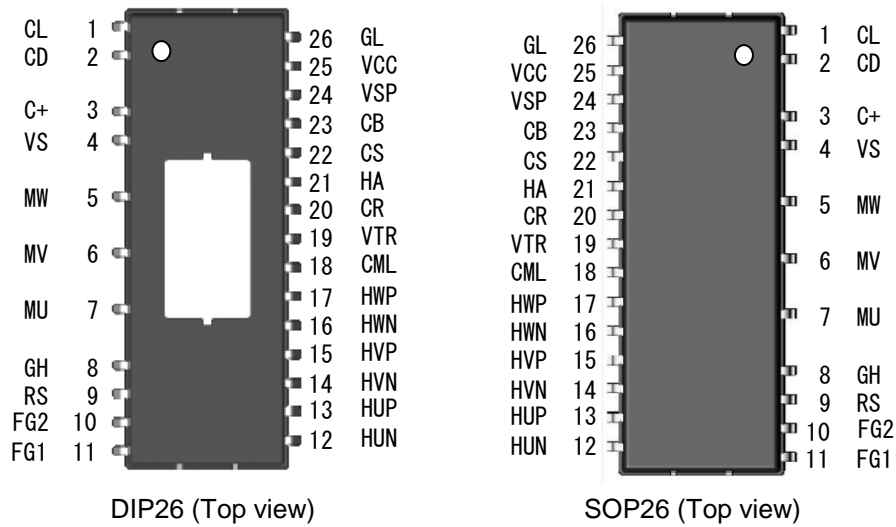 CL 1
CD 2
C+ 3
VS 4
MW 5
MV 6
MU 7
GH 8
RS 9
FG2 10
FG1 11
26 GL
25 VCC
24 VSP
23 CB
22 CS
21 HA
20 CR
19 VTR
18 CML
17 HWP
16 HWN
15 HVP
14 HVN
13 HUP
12 HUN
DIP26 (Top view)
GL 26
VCC 25
VSP 24
CB 23
CS 22
HA 21
CR 20
VTR 19
CML 18
HWP 17
HWN 16
HVP 15
HVN 14
HUP 13
HUN 12
1 CL
2 CD
3 C+
4 VS
5 MW
6 MV
7 MU
8 GH
9 RS
10 FG2
11 FG1
SOP26 (Top view)